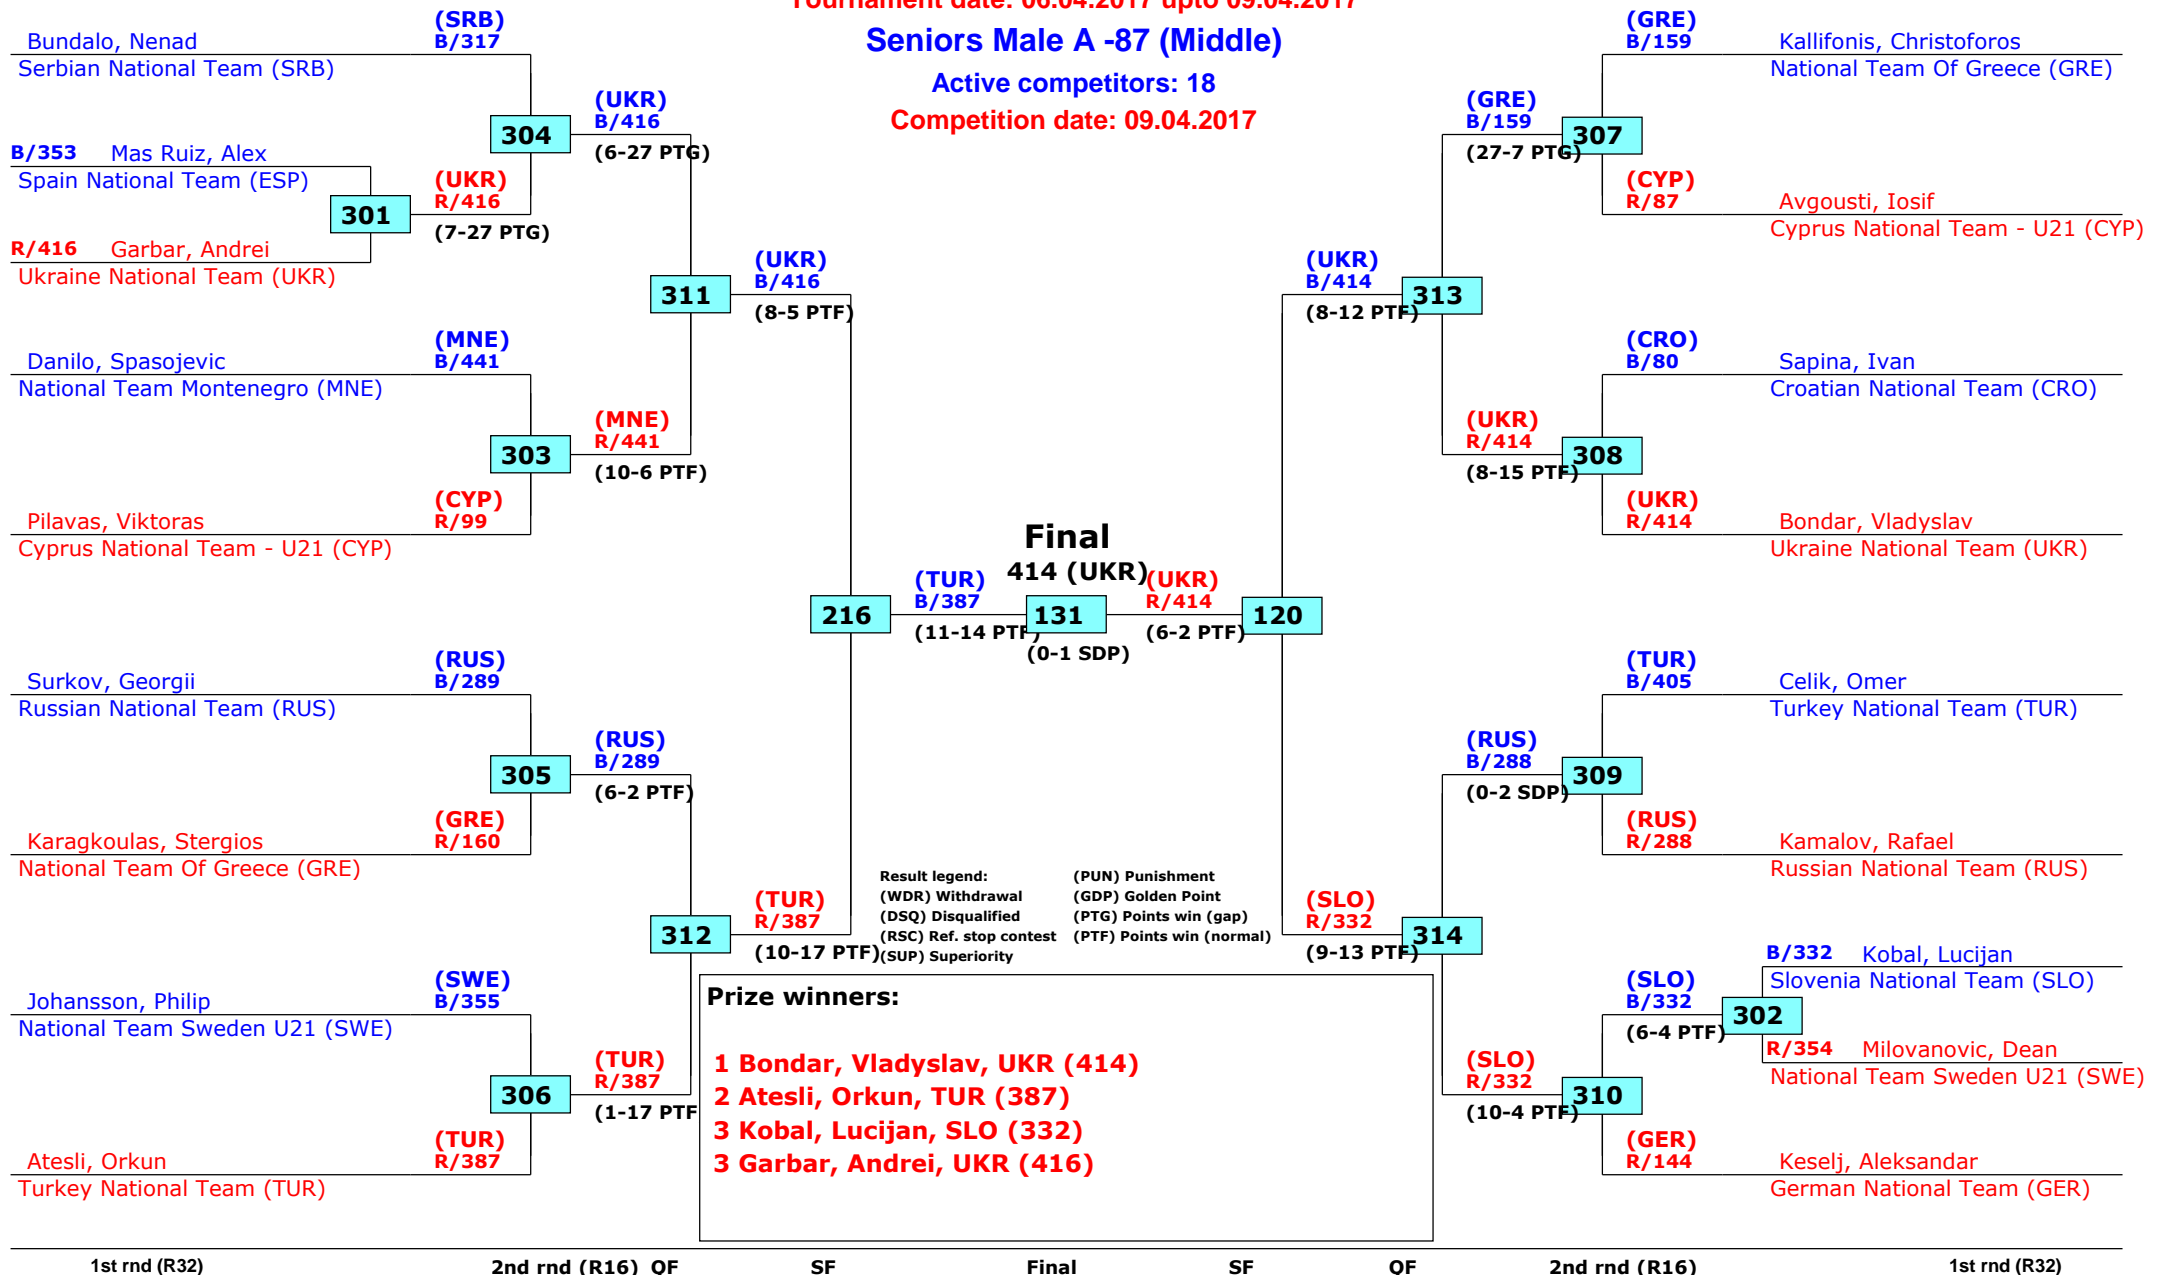 Tournament date: 06.04.2017 upto 09.04.2017
Seniors Male A -87 (Middle)
Active competitors: 18
Competition date: 09.04.2017
Bundalo, Nenad
Serbian National Team (SRB)
(SRB)
B/317
B/353 Mas Ruiz, Alex
Spain National Team (ESP)
301
R/416 Garbar, Andrei
Ukraine National Team (UKR)
(UKR)
R/416
(7-27 PTG)
304
(UKR)
B/416
(6-27 PTG)
Danilo, Spasojevic
National Team Montenegro (MNE)
(MNE)
B/441
303
(MNE)
R/441
(10-6 PTF)
Pilavas, Viktoras
Cyprus National Team - U21 (CYP)
(CYP)
R/99
311
(UKR)
B/416
(8-5 PTF)
Surkov, Georgii
Russian National Team (RUS)
(RUS)
B/289
305
(RUS)
B/289
(6-2 PTF)
Karagkoulas, Stergios
National Team Of Greece (GRE)
(GRE)
R/160
312
(TUR)
R/387
(10-17 PTF)
Johansson, Philip
National Team Sweden U21 (SWE)
(SWE)
B/355
306
(TUR)
R/387
(1-17 PTF
Atesli, Orkun
Turkey National Team (TUR)
(TUR)
R/387
216
(TUR)
B/387
(11-14 PTF)
Final
414 (UKR)
131
(0-1 SDP)
(UKR)
R/414
(6-2 PTF)
120
(GRE)
B/159
Kallifonis, Christoforos
National Team Of Greece (GRE)
(GRE)
B/159
(27-7 PTG)
307
(CYP)
R/87
Avgousti, Iosif
Cyprus National Team - U21 (CYP)
(UKR)
B/414
(8-12 PTF)
313
(CRO)
B/80
Sapina, Ivan
Croatian National Team (CRO)
(UKR)
R/414
(8-15 PTF)
308
(UKR)
R/414
Bondar, Vladyslav
Ukraine National Team (UKR)
(TUR)
B/405
Celik, Omer
Turkey National Team (TUR)
(RUS)
B/288
(0-2 SDP)
309
(RUS)
R/288
Kamalov, Rafael
Russian National Team (RUS)
(SLO)
R/332
(9-13 PTF)
314
B/332 Kobal, Lucijan
Slovenia National Team (SLO)
(SLO)
B/332
(6-4 PTF)
302
R/354 Milovanovic, Dean
National Team Sweden U21 (SWE)
(SLO)
R/332
(10-4 PTF)
310
(GER)
R/144
Keselj, Aleksandar
German National Team (GER)
Result legend: (PUN) Punishment
(WDR) Withdrawal (GDP) Golden Point
(DSQ) Disqualified (PTG) Points win (gap)
(RSC) Ref. stop contest (PTF) Points win (normal)
(SUP) Superiority
Prize winners:
1 Bondar, Vladyslav, UKR (414)
2 Atesli, Orkun, TUR (387)
3 Kobal, Lucijan, SLO (332)
3 Garbar, Andrei, UKR (416)
1st rnd (R32) 2nd rnd (R16) QF SF Final SF QF 2nd rnd (R16) 1st rnd (R32)